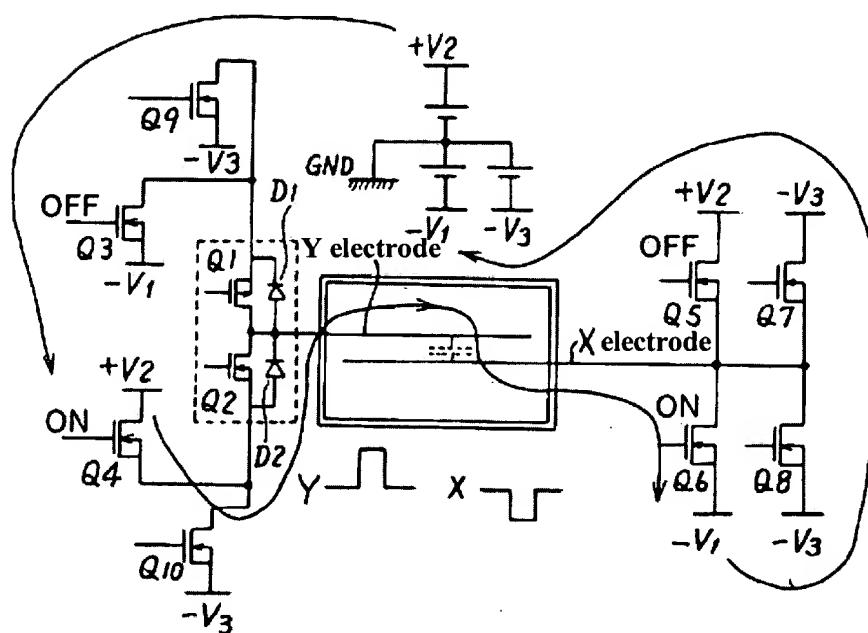 +V2
Q9
-V3
GND
D1
-V1
-V3
OFF
Q3
-V1
Q1
Y electrode
+V2
-V3
OFF
Q5
Q7
X electrode
+V2
Q2
ON
Q4
D2
Y
X
ON
Q6
Q8
-V1
-V3
Q10
-V3